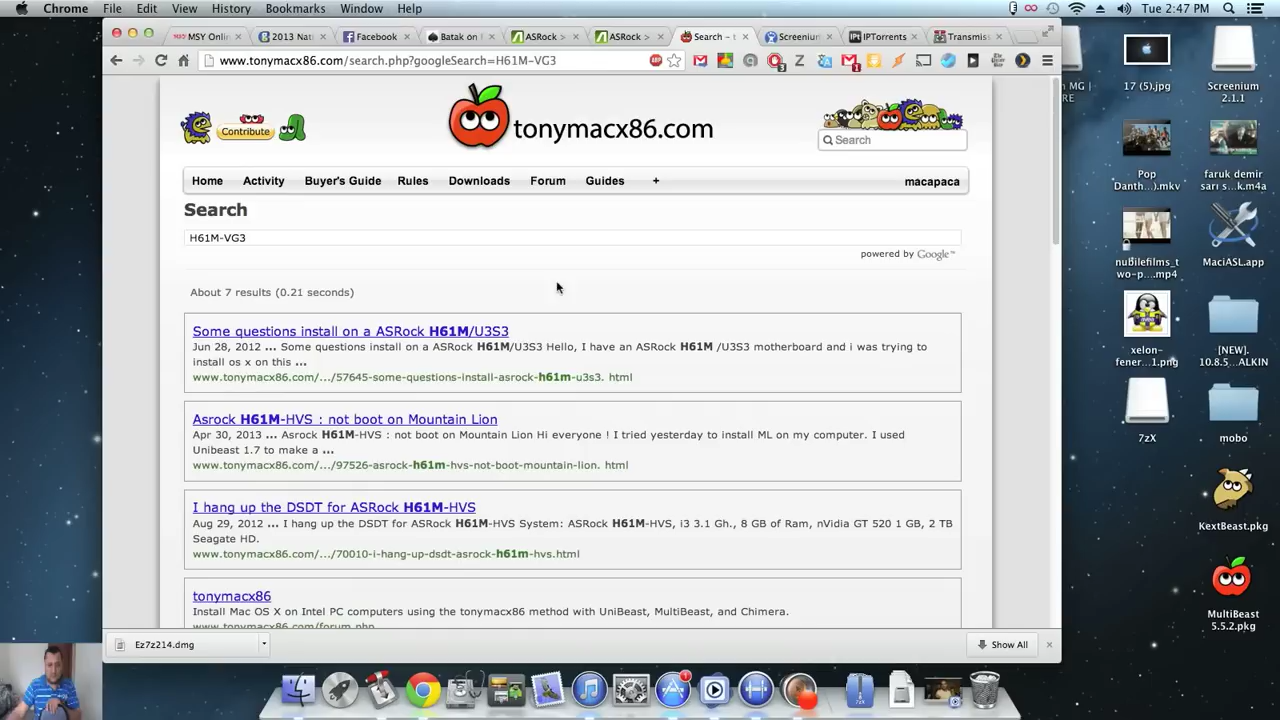 Chrome File Edit View History Bookmarks Window Help Tue 2:47 PM
MSY Onli 2013 Nat Facebook Batak on ASRock > ASRock > Search – t Screenium IPTorrents Transmis
www.tonymacx86.com/search.php?googleSearch=H61M-VG3
Contribute
tonymacx86.com
Search
Home Activity Buyer's Guide Rules Downloads Forum Guides + macapaca
Search
H61M-VG3
powered by Google™
About 7 results (0.21 seconds)
Some questions install on a ASRock H61M/U3S3
Jun 28, 2012 ... Some questions install on a ASRock H61M/U3S3 Hello, I have an ASRock H61M /U3S3 motherboard and i was trying to
install os x on this ...
www.tonymacx86.com/.../57645-some-questions-install-asrock-h61m-u3s3. html
Asrock H61M-HVS : not boot on Mountain Lion
Apr 30, 2013 ... Asrock H61M-HVS : not boot on Mountain Lion Hi everyone ! I tried yesterday to install ML on my computer. I used
Unibeast 1.7 to make a ...
www.tonymacx86.com/.../97526-asrock-h61m-hvs-not-boot-mountain-lion. html
I hang up the DSDT for ASRock H61M-HVS
Aug 29, 2012 ... I hang up the DSDT for ASRock H61M-HVS System: ASRock H61M-HVS, i3 3.1 Gh., 8 GB of Ram, nVidia GT 520 1 GB, 2 TB
Seagate HD.
www.tonymacx86.com/.../70010-i-hang-up-dsdt-asrock-h61m-hvs.html
tonymacx86
Install Mac OS X on Intel PC computers using the tonymacx86 method with UniBeast, MultiBeast, and Chimera.
www.tonymacx86.com/forum.php
Ez7z214.dmg Show All
MG |
RE
17 (5).jpg
Screenium
2.1.1
Pop
Danth...).mkv
faruk demir
sarı s...k.m4a
nubilefilms_t
wo-p....mp4
MaciASL.app
xelon-
fener...1.png
[NEW].
10.8.5...ALKIN
7zX
mobo
KextBeast.pkg
MultiBeast
5.5.2.pkg